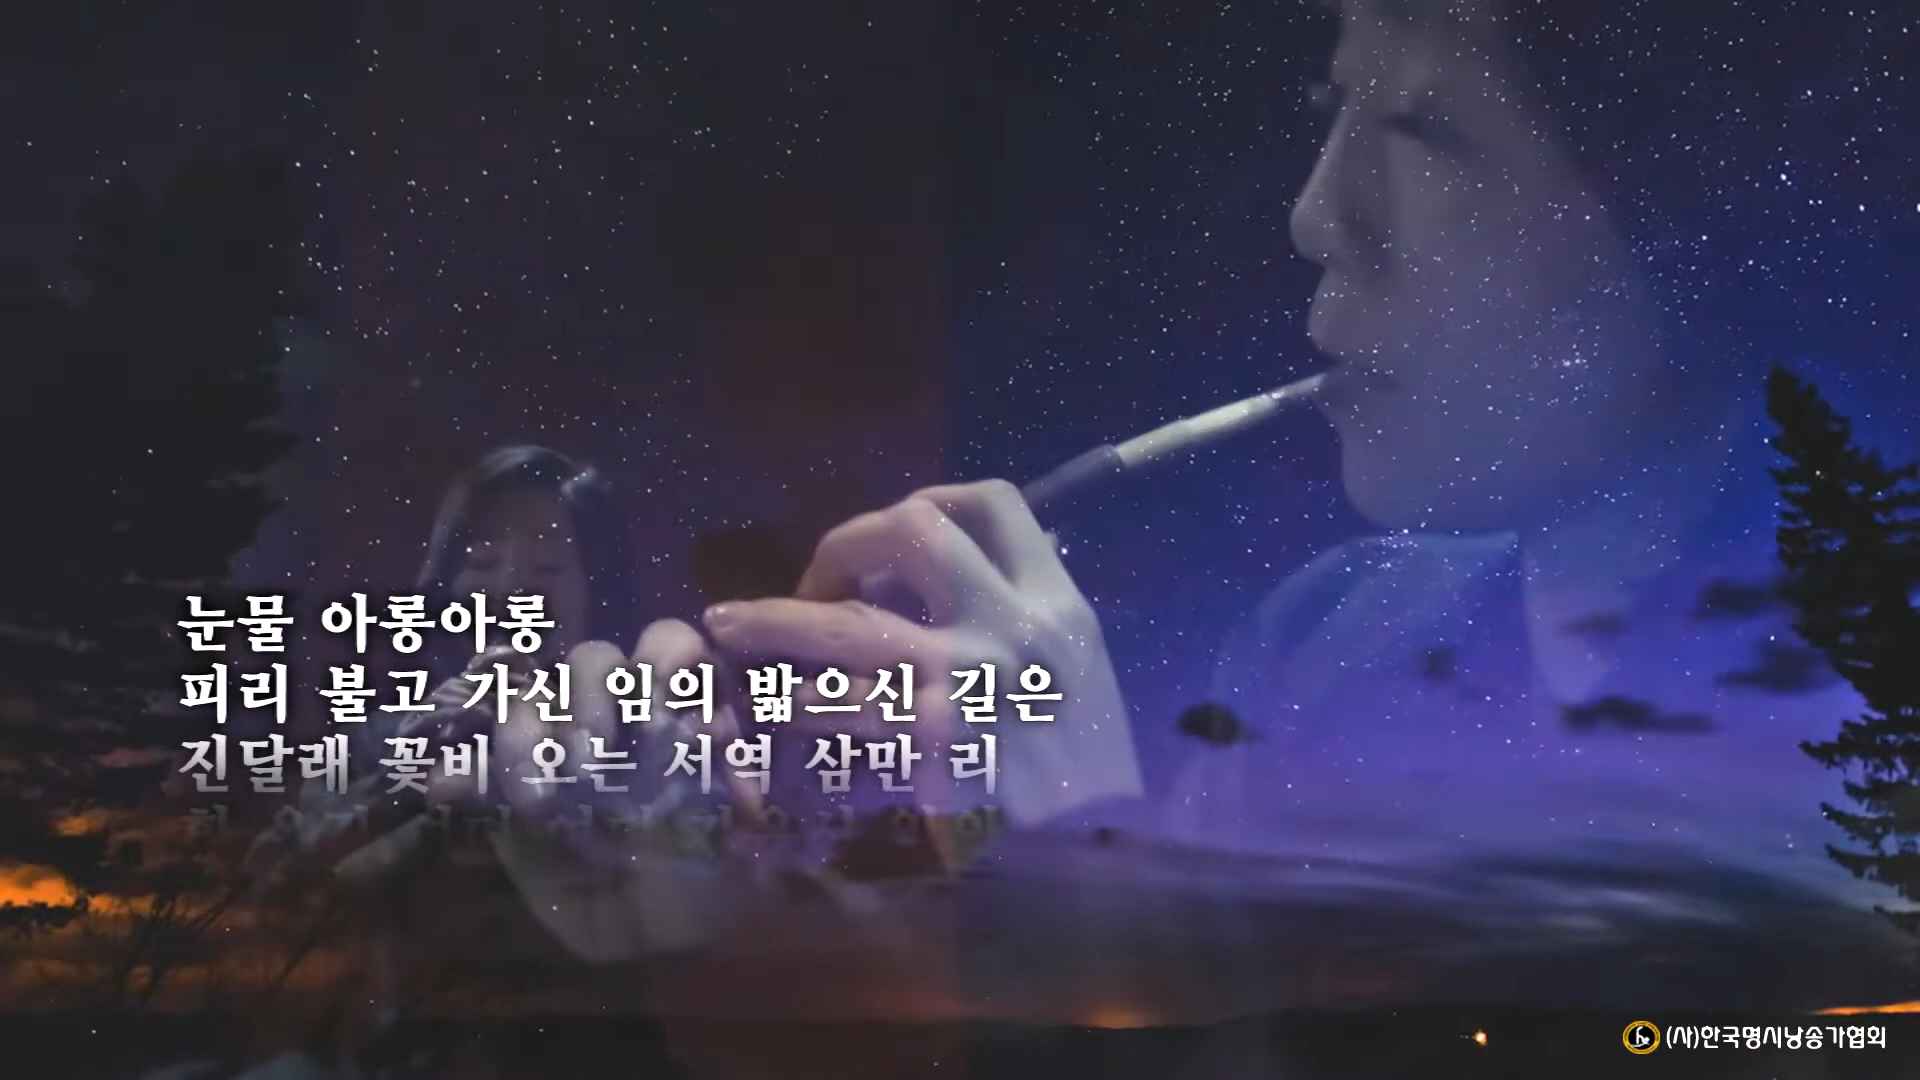 눈물 아롱아롱
피리 불고 가신 임의 밟으신 길은
진달래 꽃비 오는 서역 삼만 리
(사)한국명시낭송가협회